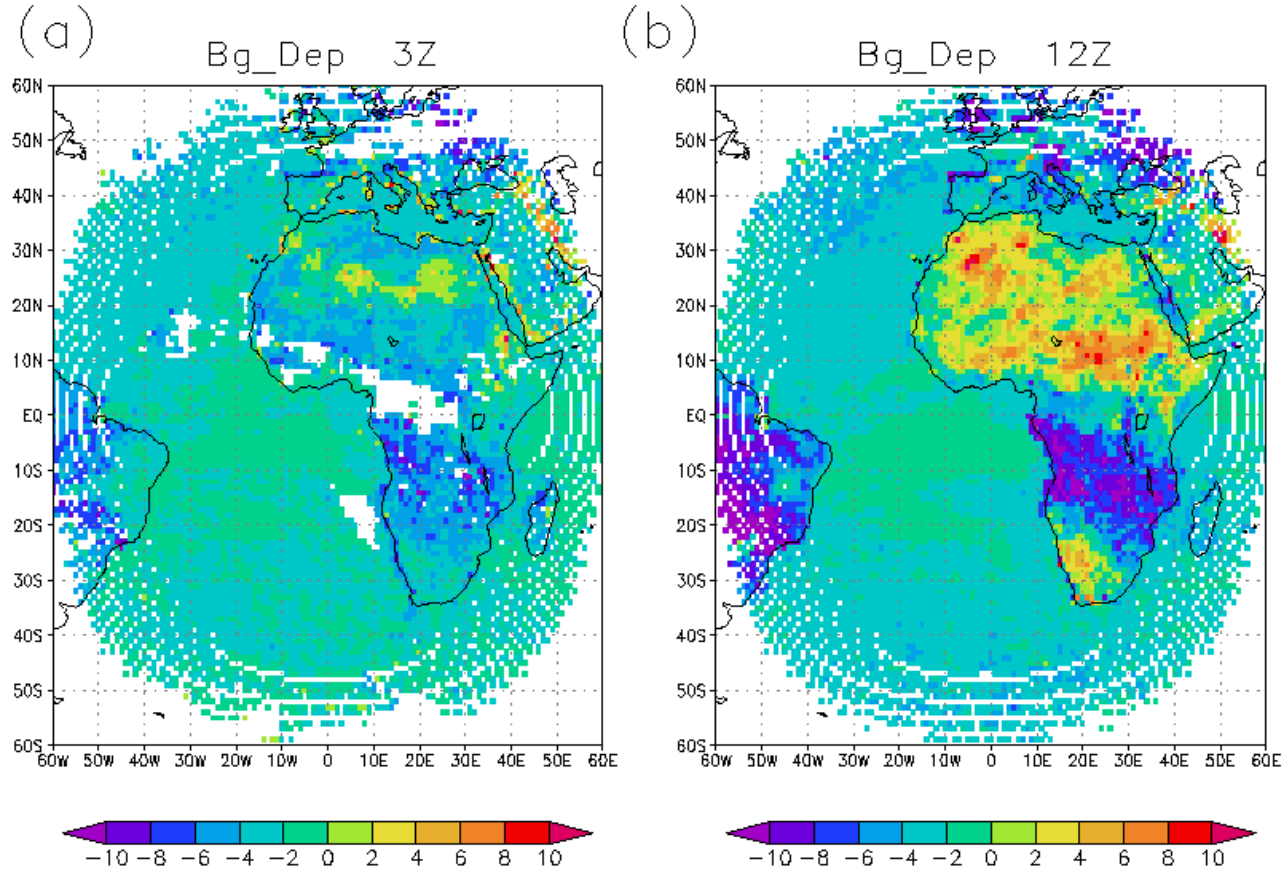 (a)
Bg_Dep 3Z
60N
50N
40N
30N
20N
10N
EQ
10S
20S
30S
40S
50S
60S
60W 50W 40W 30W 20W 10W 0 10E 20E 30E 40E 50E 60E
−10 −8 −6 −4 −2 0 2 4 6 8 10
(b)
Bg_Dep 12Z
60N
50N
40N
30N
20N
10N
EQ
10S
20S
30S
40S
50S
60S
60W 50W 40W 30W 20W 10W 0 10E 20E 30E 40E 50E 60E
−10 −8 −6 −4 −2 0 2 4 6 8 10